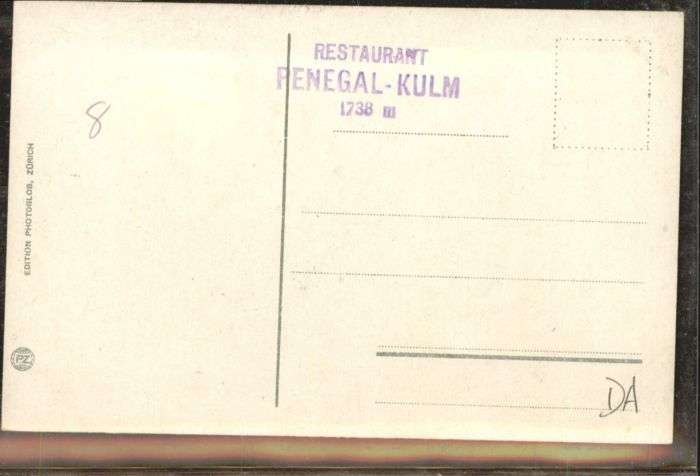 RESTAURANT
PENEGAL-KULM
1738 m
8
EDITION PHOTOGLOB, ZÜRICH
PZ
DA